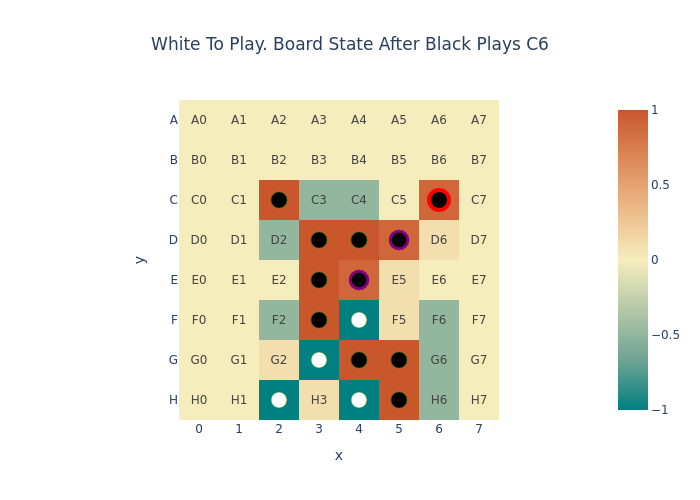 White To Play. Board State After Black Plays C6
A A0 A1 A2 A3 A4 A5 A6 A7
B B0 B1 B2 B3 B4 B5 B6 B7
C C0 C1 C3 C4 C5 C7
D D0 D1 D2 D6 D7
E E0 E1 E2 E5 E6 E7
F F0 F1 F2 F5 F6 F7
G G0 G1 G2 G6 G7
H H0 H1 H3 H6 H7
0 1 2 3 4 5 6 7
x
y
1
0.5
0
−0.5
−1